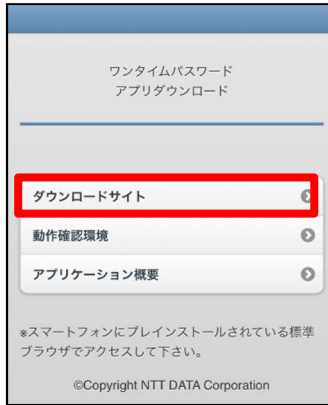 ワンタイムパスワード
アプリダウンロード
ダウンロードサイト
動作確認環境
アプリケーション概要
※スマートフォンにプレインストールされている標準
ブラウザでアクセスして下さい。
©Copyright NTT DATA Corporation